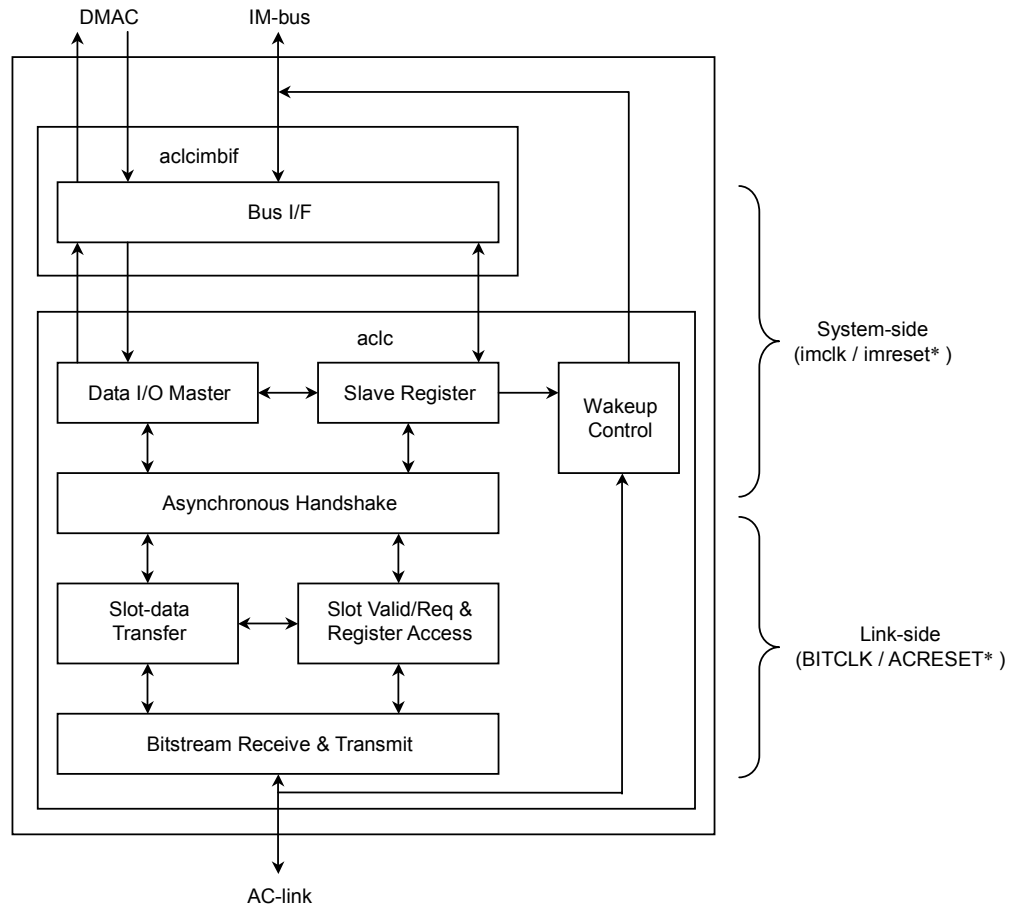 DMAC
IM-bus
aclcimbif
Bus I/F
aclc
Data I/O Master
Slave Register
Wakeup
Control
System-side
(imclk / imreset* )
Asynchronous Handshake
Slot-data
Transfer
Slot Valid/Req &
Register Access
Link-side
(BITCLK / ACRESET* )
Bitstream Receive & Transmit
AC-link